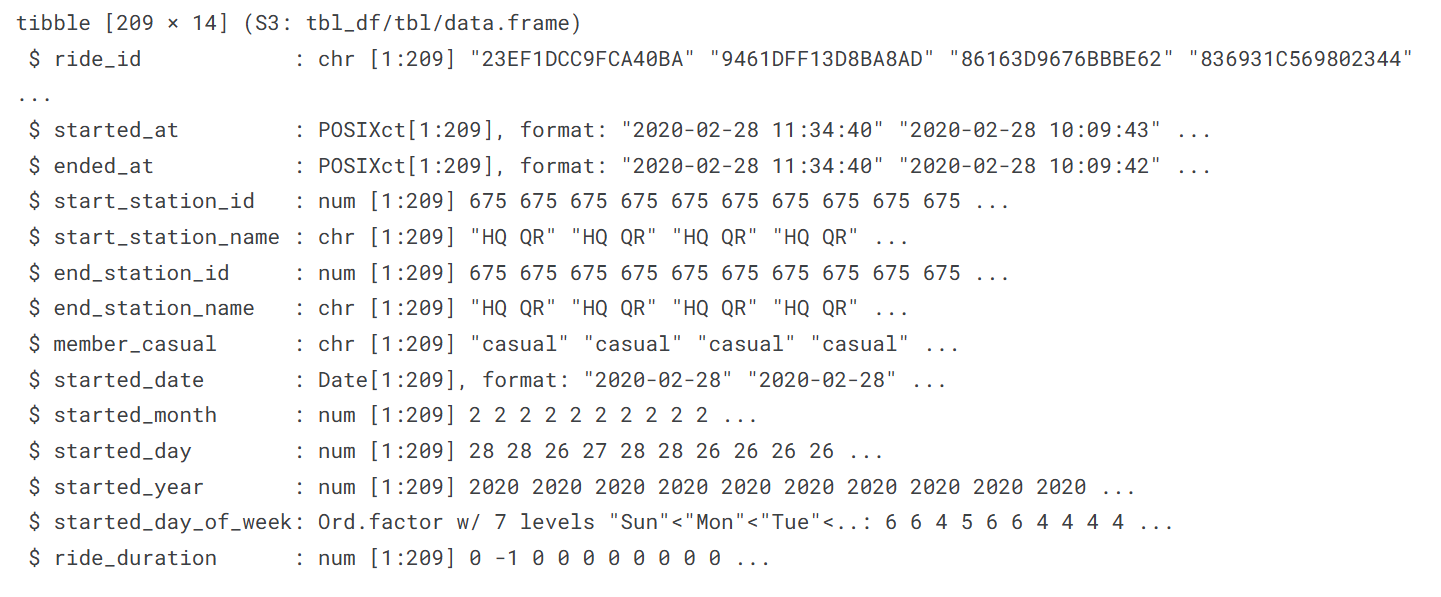 tibble [209 × 14] (S3: tbl_df/tbl/data.frame)
 $ ride_id            : chr [1:209] "23EF1DCC9FCA40BA" "9461DFF13D8BA8AD" "86163D9676BBBE62" "836931C569802344"
...
 $ started_at         : POSIXct[1:209], format: "2020-02-28 11:34:40" "2020-02-28 10:09:43" ...
 $ ended_at           : POSIXct[1:209], format: "2020-02-28 11:34:40" "2020-02-28 10:09:42" ...
 $ start_station_id   : num [1:209] 675 675 675 675 675 675 675 675 675 675 ...
 $ start_station_name : chr [1:209] "HQ QR" "HQ QR" "HQ QR" "HQ QR" ...
 $ end_station_id     : num [1:209] 675 675 675 675 675 675 675 675 675 675 ...
 $ end_station_name   : chr [1:209] "HQ QR" "HQ QR" "HQ QR" "HQ QR" ...
 $ member_casual      : chr [1:209] "casual" "casual" "casual" "casual" ...
 $ started_date       : Date[1:209], format: "2020-02-28" "2020-02-28" ...
 $ started_month      : num [1:209] 2 2 2 2 2 2 2 2 2 2 ...
 $ started_day        : num [1:209] 28 28 26 27 28 28 26 26 26 26 ...
 $ started_year       : num [1:209] 2020 2020 2020 2020 2020 2020 2020 2020 2020 2020 ...
 $ started_day_of_week: Ord.factor w/ 7 levels "Sun"<"Mon"<"Tue"<..: 6 6 4 5 6 6 4 4 4 4 ...
 $ ride_duration      : num [1:209] 0 -1 0 0 0 0 0 0 0 0 ...